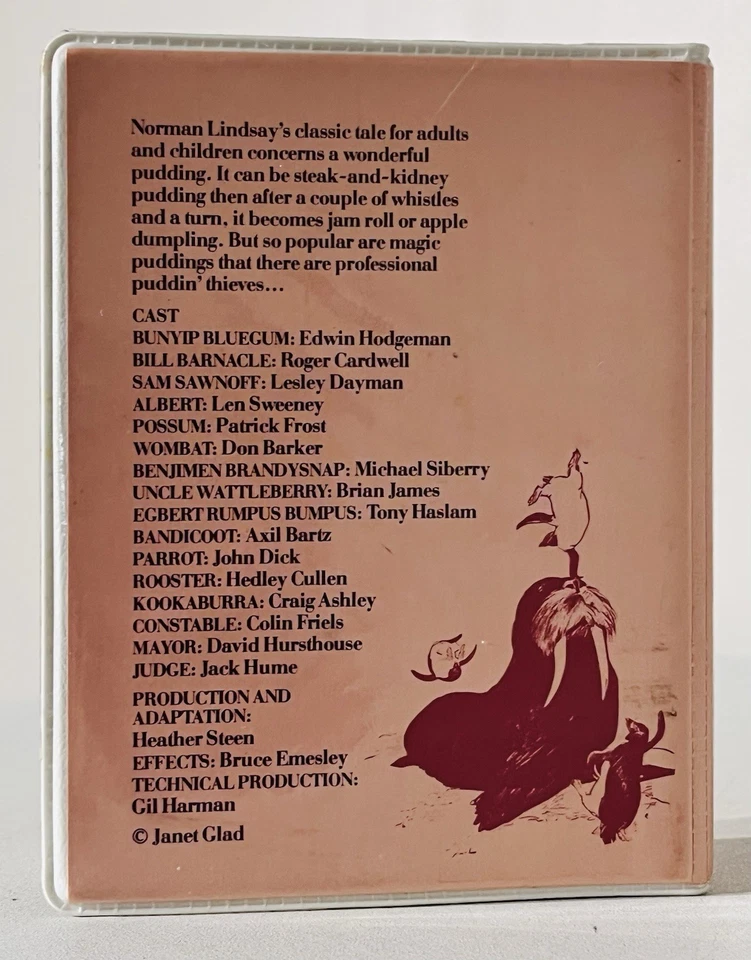 Norman Lindsay's classic tale for adults
and children concerns a wonderful
pudding. It can be steak-and-kidney
pudding then after a couple of whistles
and a turn, it becomes jam roll or apple
dumpling. But so popular are magic
puddings that there are professional
puddin' thieves...
CAST
BUNYIP BLUEGUM: Edwin Hodgeman
BILL BARNACLE: Roger Cardwell
SAM SAWNOFF: Lesley Dayman
ALBERT: Len Sweeney
POSSUM: Patrick Frost
WOMBAT: Don Barker
BENJIMEN BRANDYSNAP: Michael Siberry
UNCLE WATTLEBERRY: Brian James
EGBERT RUMPUS BUMPUS: Tony Haslam
BANDICOOT: Axil Bartz
PARROT: John Dick
ROOSTER: Hedley Cullen
KOOKABURRA: Craig Ashley
CONSTABLE: Colin Friels
MAYOR: David Hursthouse
JUDGE: Jack Hume
PRODUCTION AND
ADAPTATION:
Heather Steen
EFFECTS: Bruce Emesley
TECHNICAL PRODUCTION:
Gil Harman
© Janet Glad